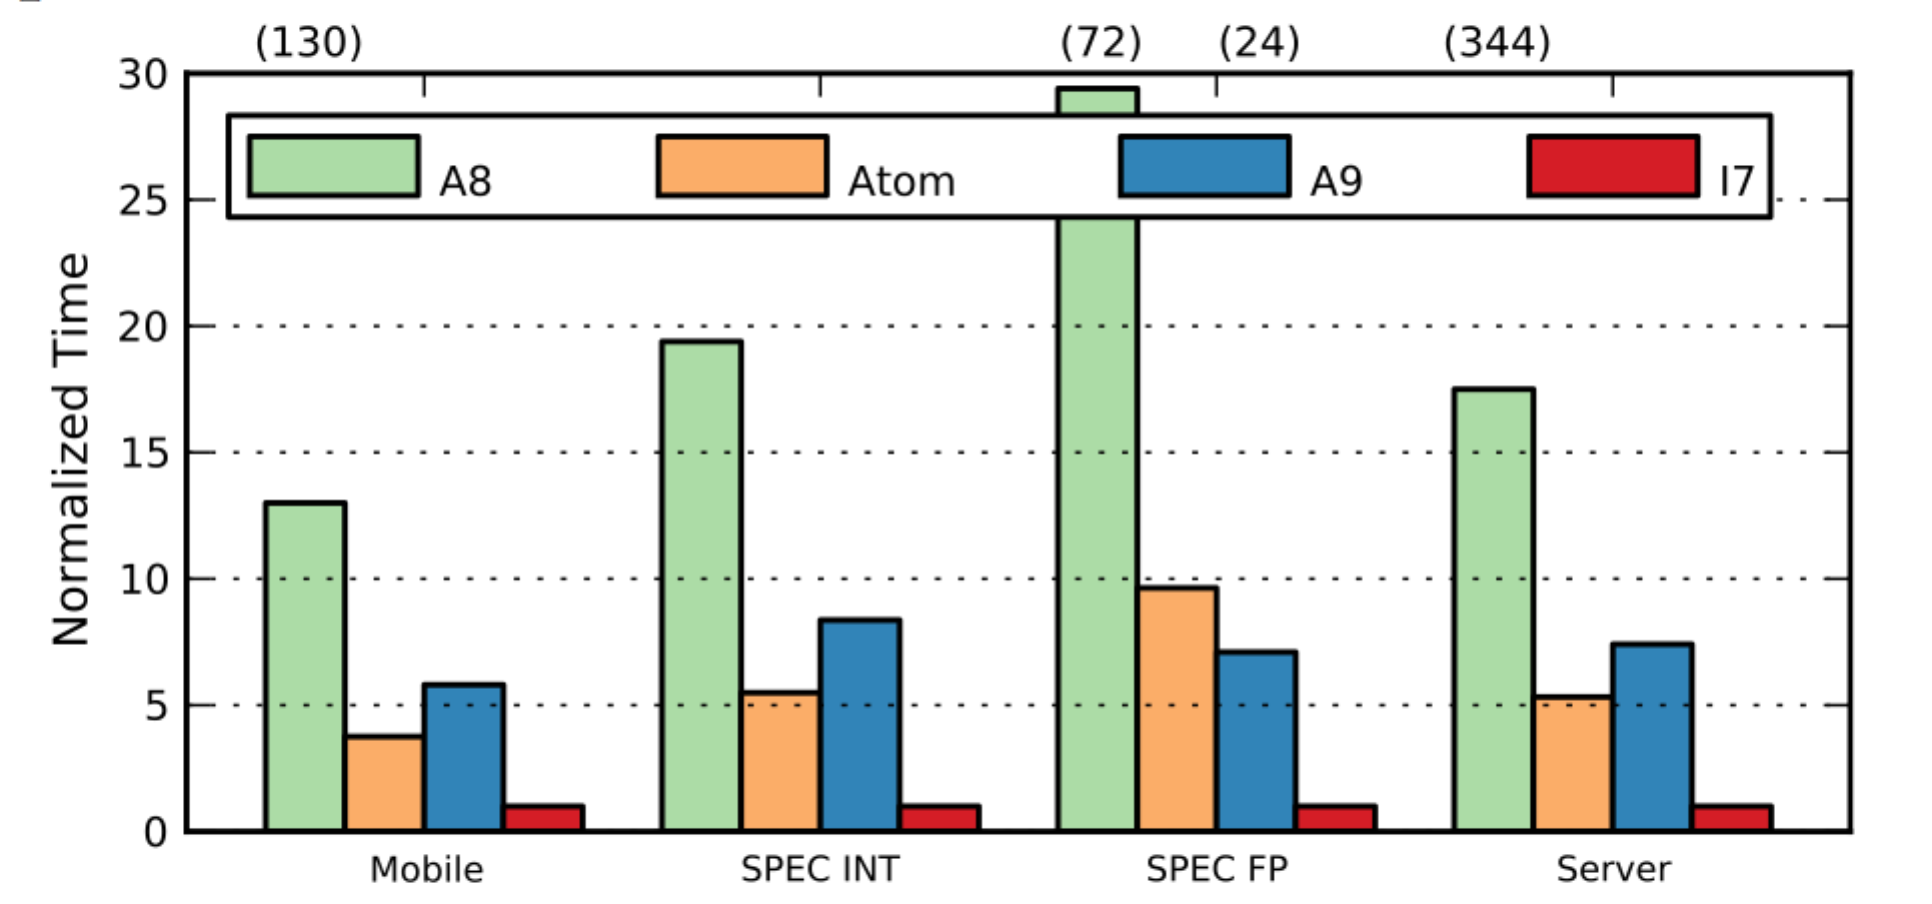 (130) (72) (24) (344)
30
A8 Atom A9 I7
25
20
15
10
5
0
Normalized Time
Mobile SPEC INT SPEC FP Server